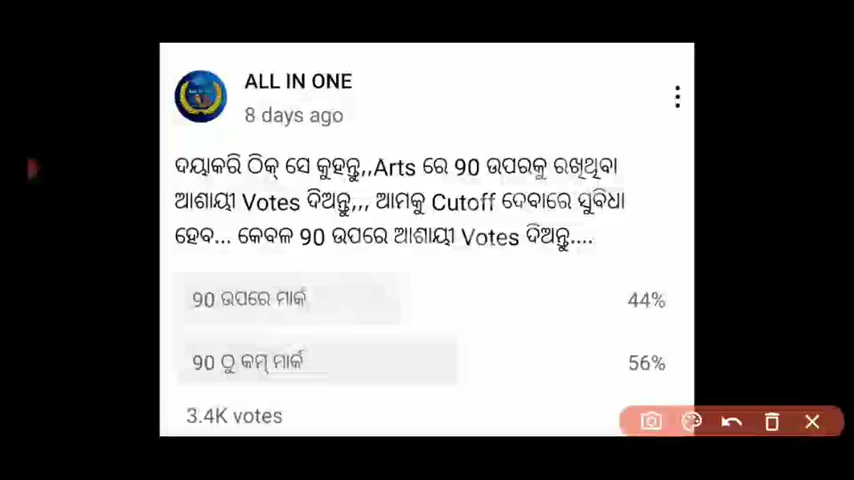 ALL IN ONE
8 days ago
ଦୟାକରି ଠିକ୍ ସେ କୁହନ୍ତୁ,,Arts ରେ 90 ଉପରକୁ ରଖିଥିବା
ଆଶାୟୀ Votes ଦିଅନ୍ତୁ,,, ଆମକୁ Cutoff ଦେବାରେ ସୁବିଧା
ହେବ... କେବଳ 90 ଉପରେ ଆଶାୟୀ Votes ଦିଅନ୍ତୁ....
90 ଉପରେ ମାର୍କ 44%
90 ଠୁ କମ୍ ମାର୍କ 56%
3.4K votes